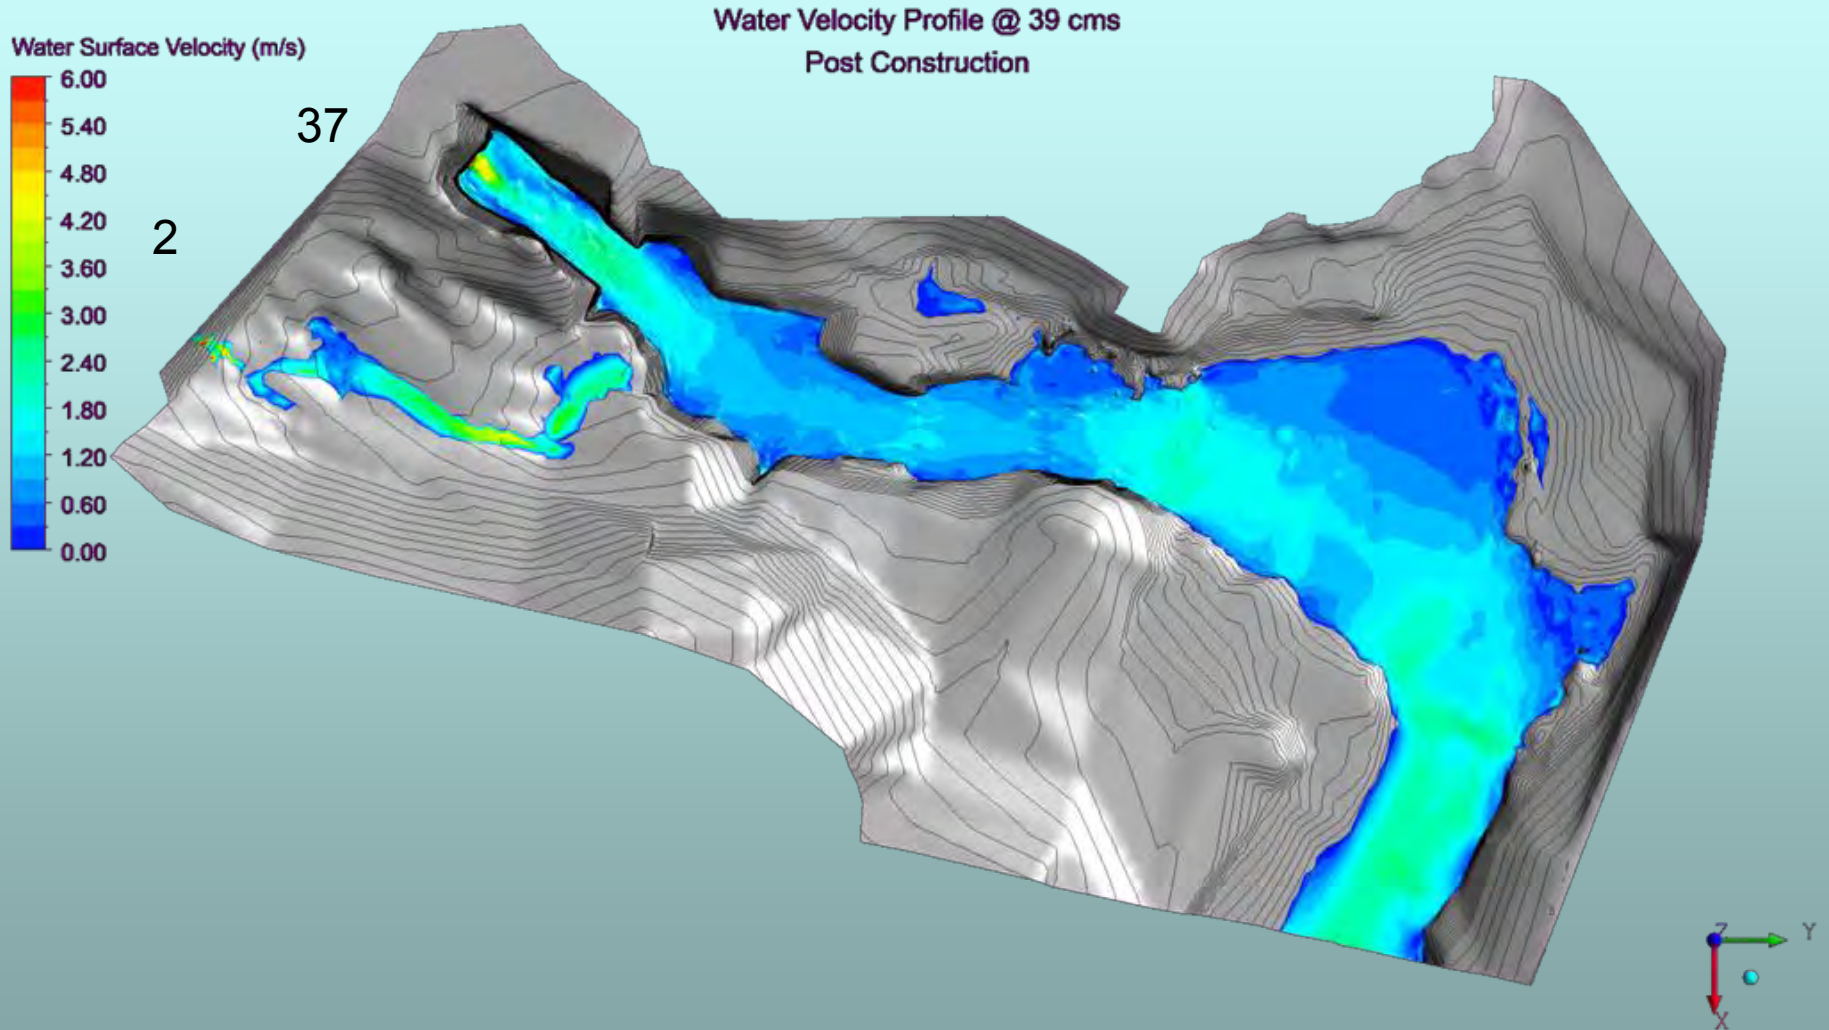 Water Velocity Profile @ 39 cms
Post Construction
Water Surface Velocity (m/s)
6.00
5.40
4.80
4.20
3.60
3.00
2.40
1.80
1.20
0.60
0.00
37
2
Z
Y
X